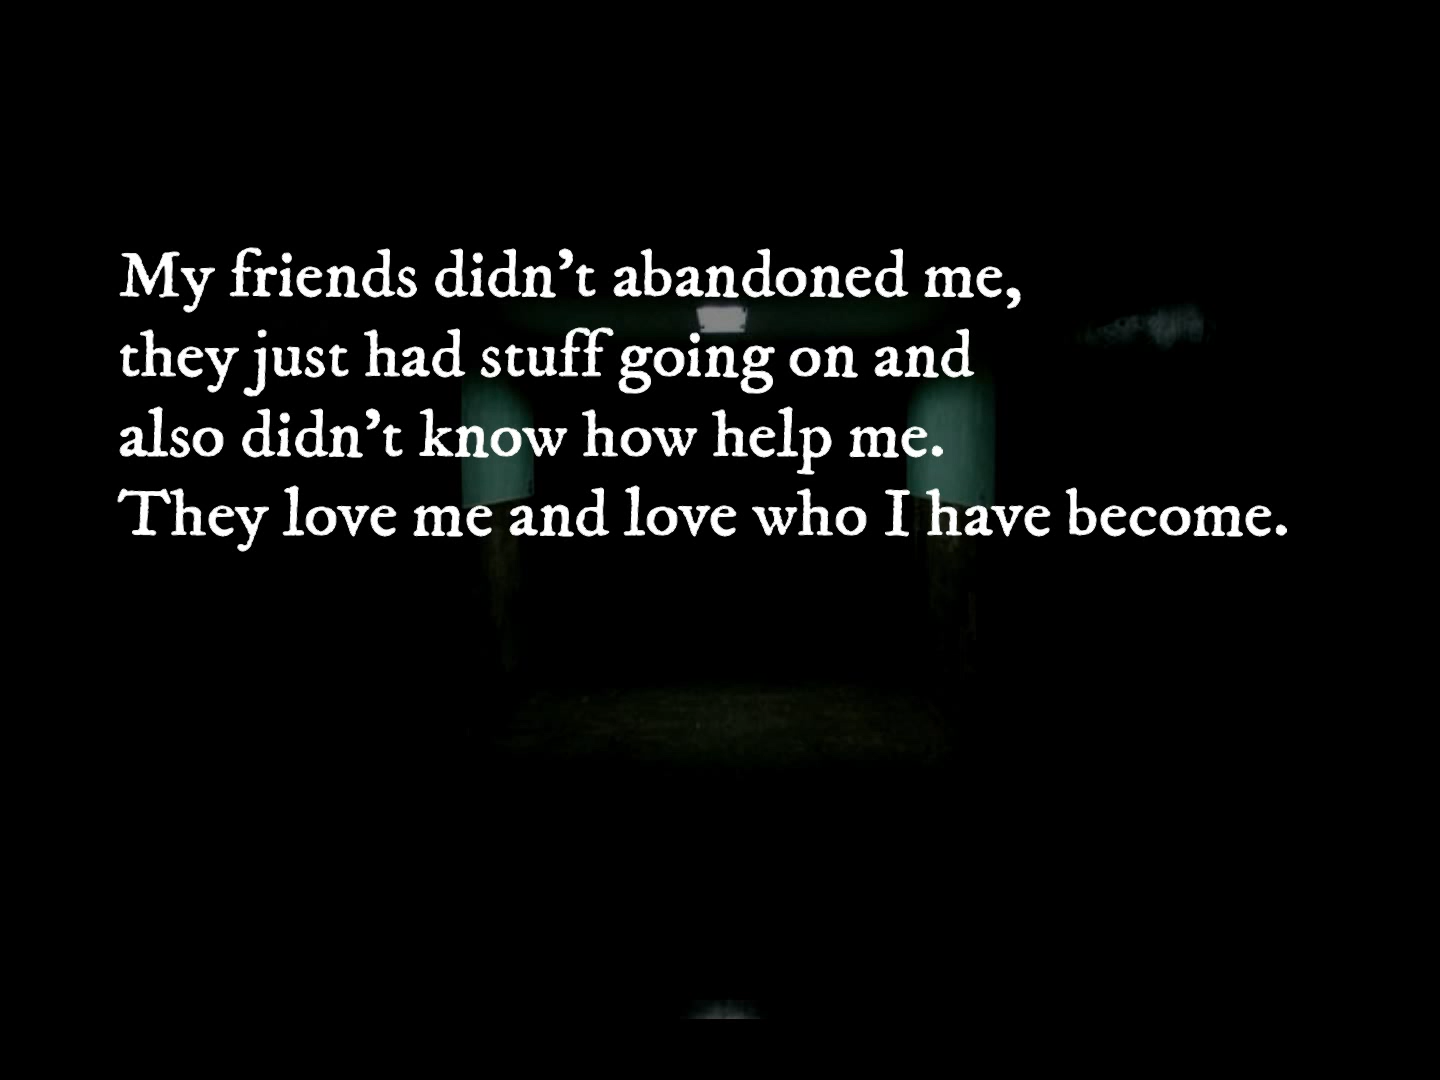 My friends didn't abandoned me,
they just had stuff going on and
also didn't know how help me.
They love me and love who I have become.